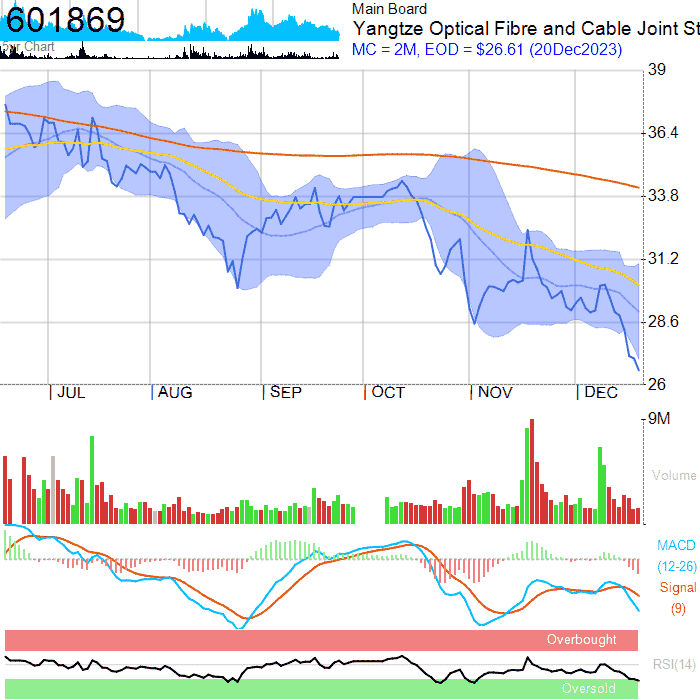 601869
5yr Chart
Main Board
Yangtze Optical Fibre and Cable Joint St
MC = 2M, EOD = $26.61 (20Dec2023)
39
36.4
33.8
31.2
28.6
26
JUL AUG SEP OCT NOV DEC
9M
Volume
MACD
(12-26)
Signal
(9)
Overbought
RSI(14)
Oversold